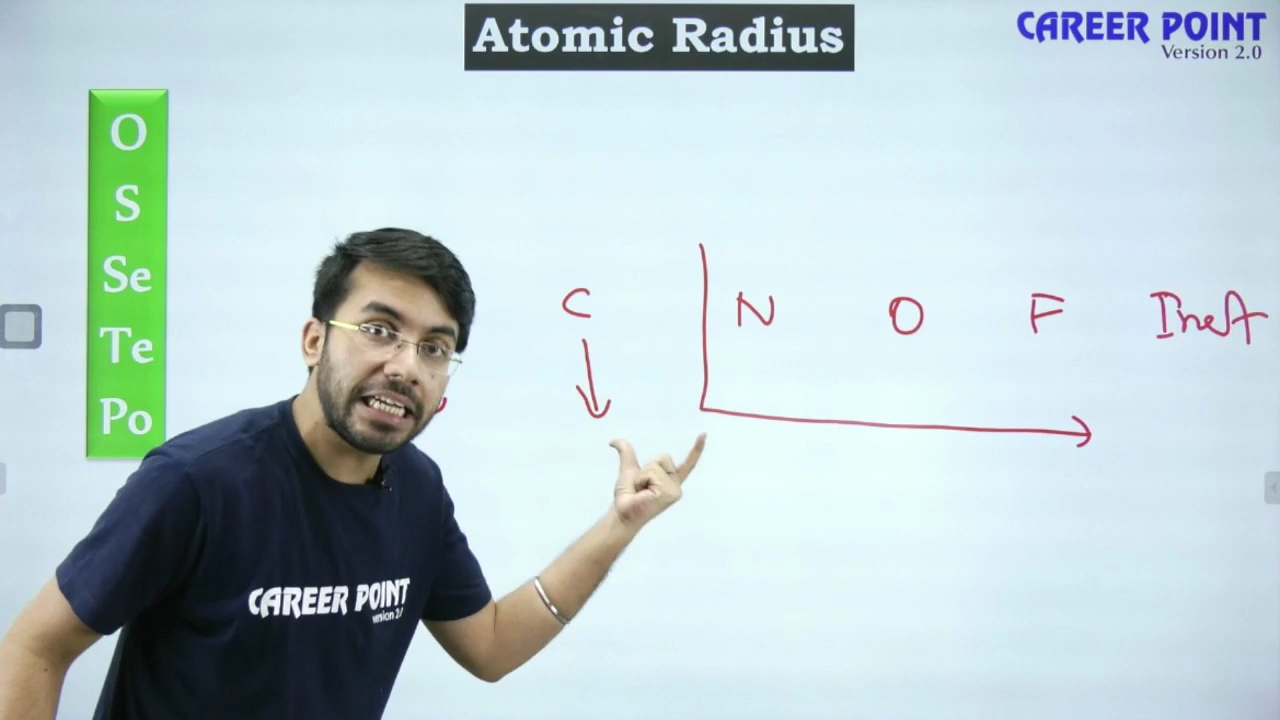 Atomic Radius
CAREER POINT
Version 2.0
O
S
Se
Te
Po
C N O F Inert
CAREER POINT
version 2.0